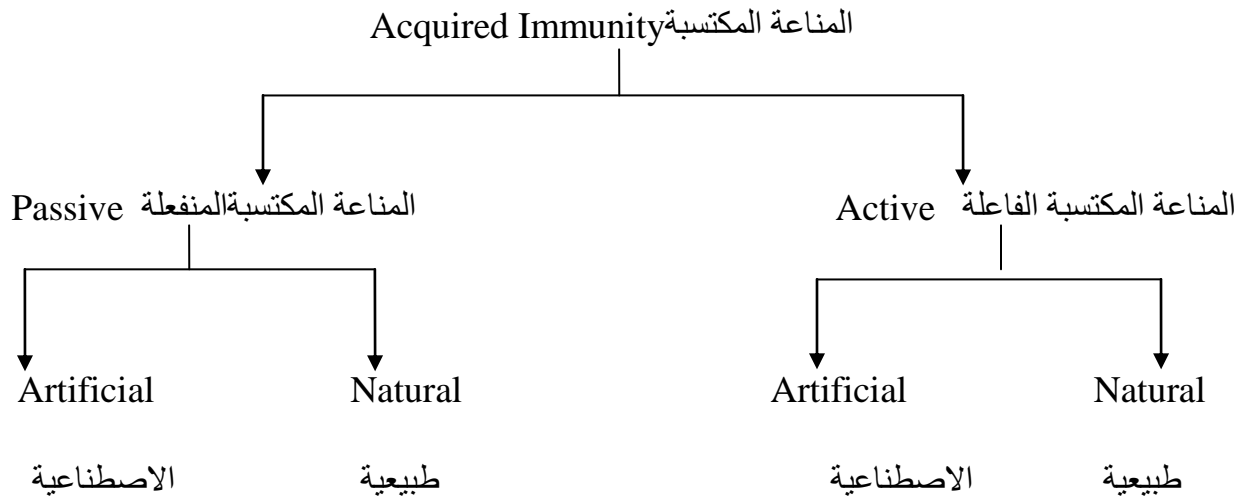 المناعة المكتسبةAcquired Immunity
المناعة المكتسبة الفاعلة Active
المناعة المكتسبةالمنفعلة Passive
Artificial Natural Artificial Natural
الاصطناعية طبيعية الاصطناعية طبيعية